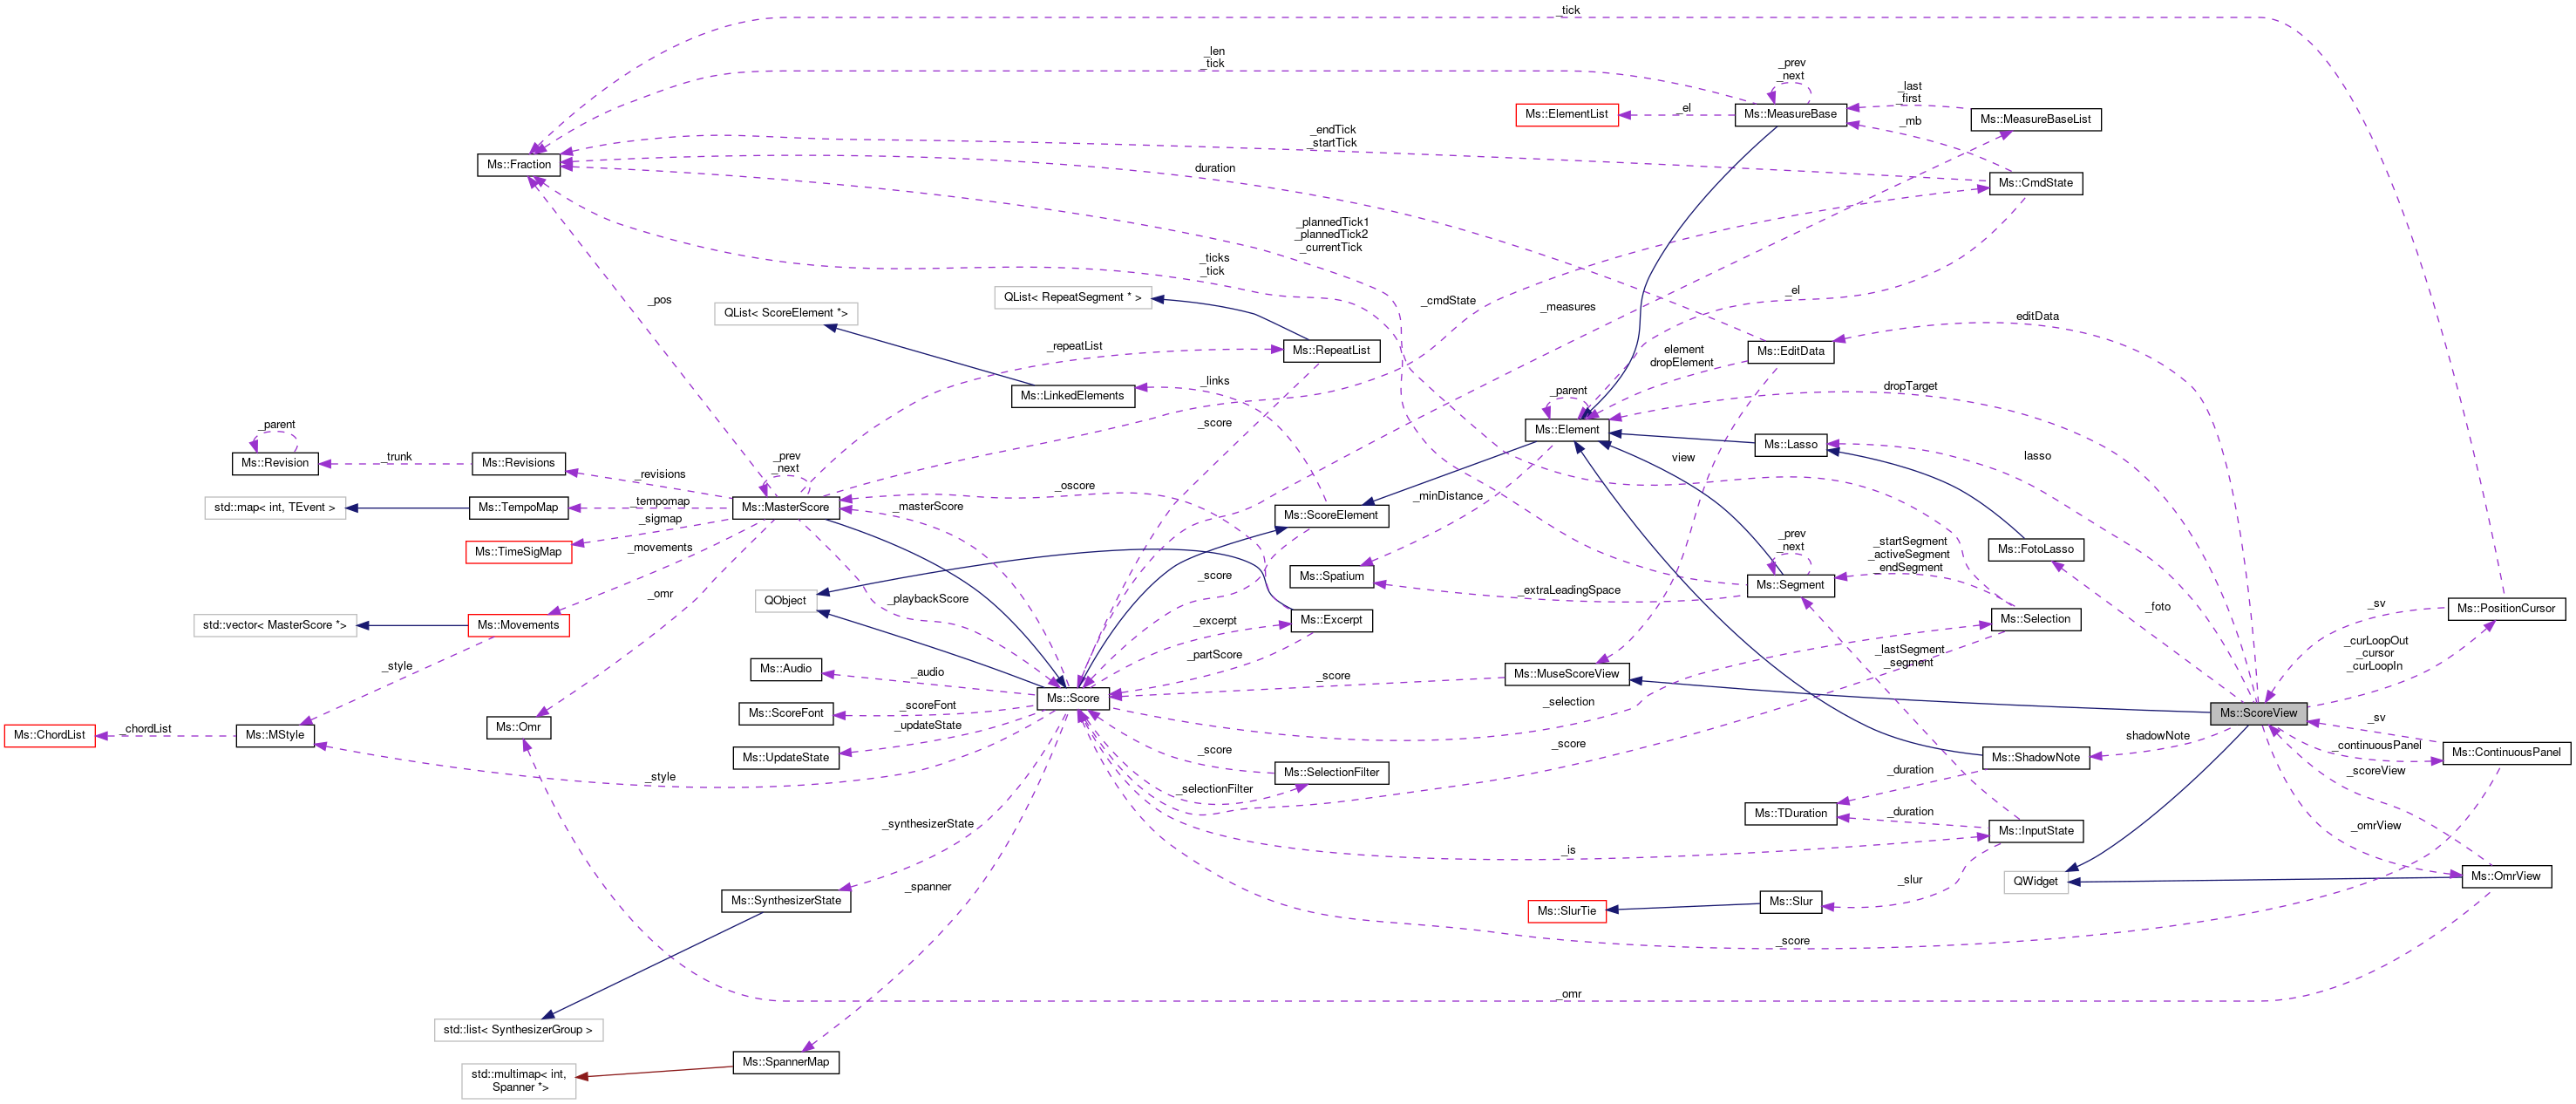 _tick
_len
_tick
_prev
_next
_last
_first
Ms::ElementList
_el
Ms::MeasureBase
Ms::MeasureBaseList
_mb
_endTick
_startTick
Ms::Fraction
duration
Ms::CmdState
_plannedTick1
_plannedTick2
_currentTick
_ticks
_tick
_pos
QList< ScoreElement *>
QList< RepeatSegment * >
_cmdState
_measures
_el
editData
_repeatList
Ms::RepeatList
element
dropElement
Ms::EditData
_links
Ms::LinkedElements
_parent
dropTarget
_parent
_score
Ms::Element
Ms::Lasso
lasso
Ms::Revision
_trunk
Ms::Revisions
_revisions
_prev
_next
view
_oscore
_minDistance
std::map< int, TEvent >
Ms::TempoMap
_tempomap
Ms::MasterScore
_masterScore
Ms::ScoreElement
_sigmap
Ms::TimeSigMap
_movements
_prev
_next
_startSegment
_activeSegment
_endSegment
Ms::FotoLasso
_score
Ms::Spatium
_extraLeadingSpace
Ms::Segment
_omr
QObject
_playbackScore
_foto
_sv
Ms::PositionCursor
std::vector< MasterScore *>
Ms::Movements
_excerpt
Ms::Excerpt
Ms::Selection
_curLoopOut
_cursor
_curLoopIn
_partScore
_lastSegment
_segment
_style
Ms::Audio
_audio
_score
Ms::MuseScoreView
Ms::Score
_selection
_scoreFont
Ms::ScoreFont
Ms::ScoreView
_updateState
Ms::Omr
Ms::ChordList
_chordList
Ms::MStyle
_sv
shadowNote
_continuousPanel
Ms::ContinuousPanel
Ms::UpdateState
_score
_score
Ms::ShadowNote
_style
Ms::SelectionFilter
_duration
_scoreView
_selectionFilter
Ms::TDuration
_duration
_synthesizerState
Ms::InputState
_omrView
_is
_spanner
_slur
QWidget
Ms::OmrView
Ms::SynthesizerState
Ms::SlurTie
Ms::Slur
_score
_omr
std::list< SynthesizerGroup >
Ms::SpannerMap
std::multimap< int,
Spanner *>